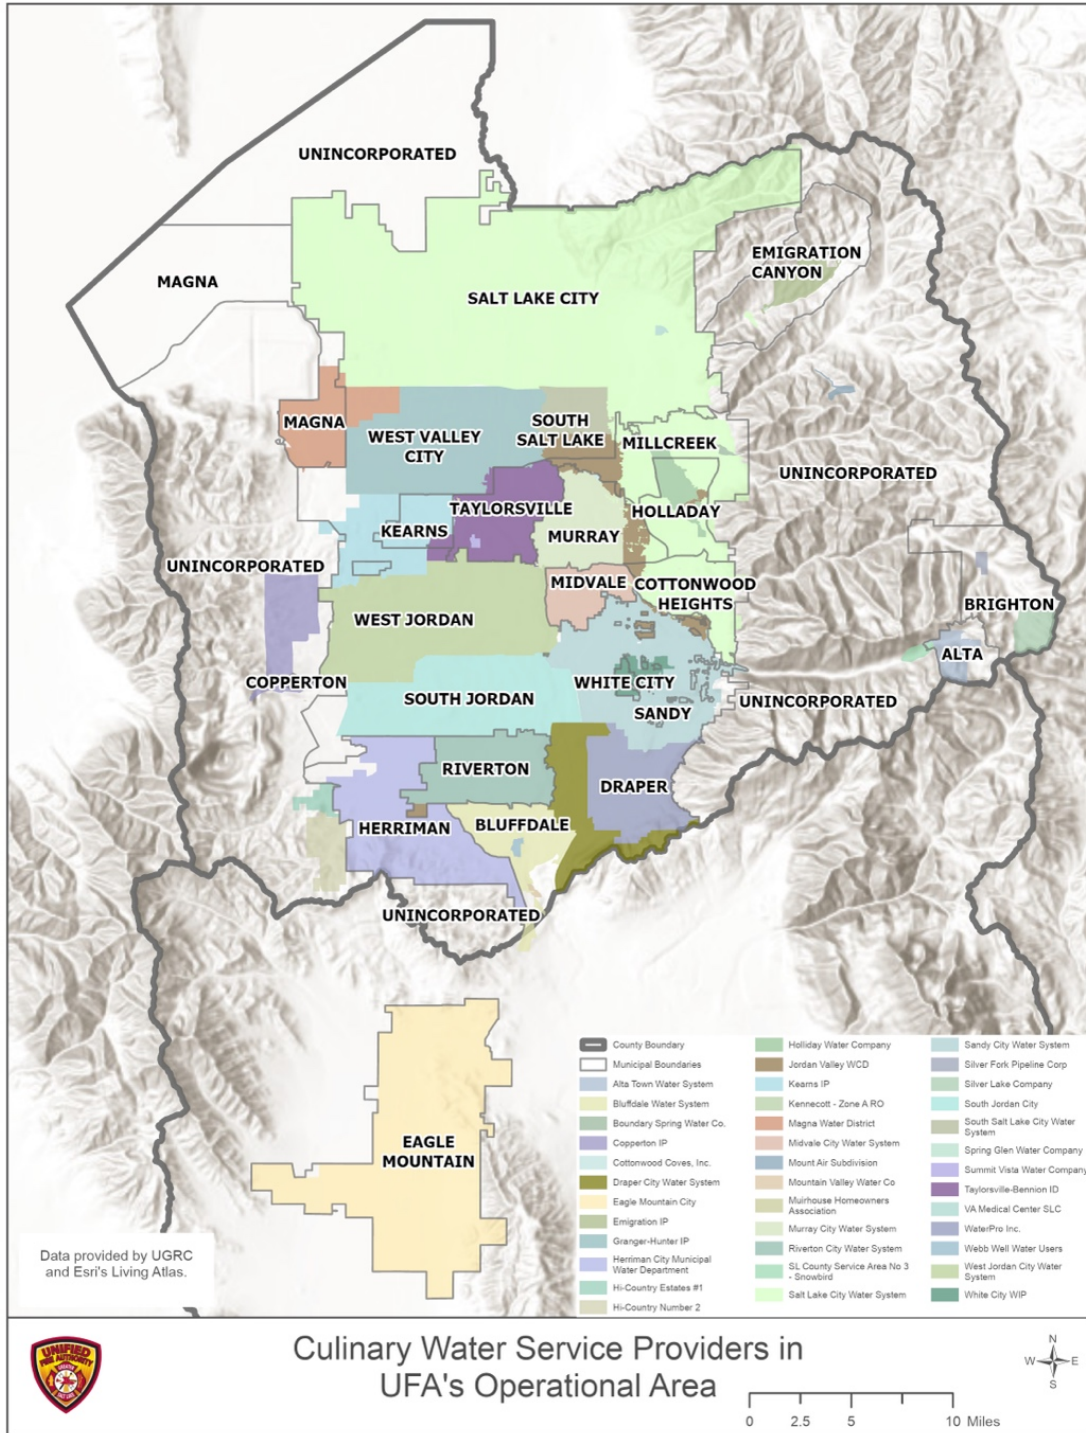 UNINCORPORATED
EMIGRATION
CANYON
MAGNA
SALT LAKE CITY
MAGNA
WEST VALLEY
CITY
SOUTH
SALT LAKE
MILLCREEK
UNINCORPORATED
TAYLORSVILLE
HOLLADAY
KEARNS
MURRAY
UNINCORPORATED
MIDVALE
COTTONWOOD
HEIGHTS
BRIGHTON
WEST JORDAN
ALTA
COPPERTON
WHITE CITY
SOUTH JORDAN
SANDY
UNINCORPORATED
RIVERTON
DRAPER
HERRIMAN
BLUFFDALE
UNINCORPORATED
EAGLE
MOUNTAIN
County Boundary
Municipal Boundaries
Alta Town Water System
Bluffdale Water System
Boundary Spring Water Co.
Copperton IP
Cottonwood Coves, Inc.
Draper City Water System
Eagle Mountain City
Emigration IP
Granger-Hunter IP
Herriman City Municipal
Water Department
Hi-Country Estates #1
Hi-Country Number 2
Holliday Water Company
Jordan Valley WCD
Kearns IP
Kennecott - Zone A RO
Magna Water District
Midvale City Water System
Mount Air Subdivision
Mountain Valley Water Co
Muirhouse Homeowners
Association
Murray City Water System
Riverton City Water System
SL County Service Area No 3
- Snowbird
Salt Lake City Water System
Sandy City Water System
Silver Fork Pipeline Corp
Silver Lake Company
South Jordan City
South Salt Lake City Water
System
Spring Glen Water Company
Summit Vista Water Company
Taylorsville-Bennion ID
VA Medical Center SLC
WaterPro Inc.
Webb Well Water Users
West Jordan City Water
System
White City WIP
Data provided by UGRC
and Esri's Living Atlas.
UNIFIED
FIRE AUTHORITY
GREATER
SALT LAKE
Culinary Water Service Providers in
UFA's Operational Area
N
W E
S
0 2.5 5 10 Miles